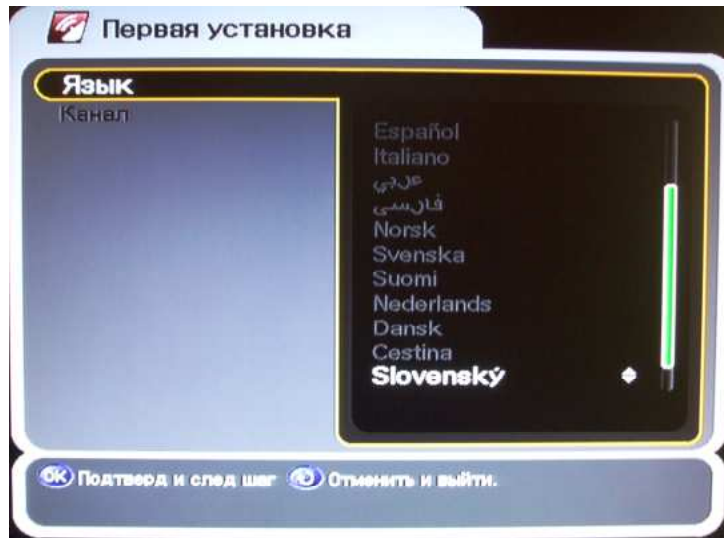 Первая установка
Язык
Канал
Español
Italiano
عربي
فارسی
Norsk
Svenska
Suomi
Nederlands
Dansk
Cestina
Slovenský
OK Подтверд и след шаг Отменить и выйти.